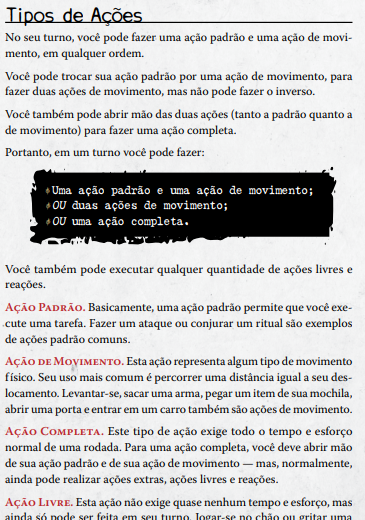 Tipos de Ações
No seu turno, você pode fazer uma ação padrão e uma ação de movi-
mento, em qualquer ordem.
Você pode trocar sua ação padrão por uma ação de movimento, para
fazer duas ações de movimento, mas não pode fazer o inverso.
Você também pode abrir mão das duas ações (tanto a padrão quanto a
de movimento) para fazer uma ação completa.
Portanto, em um turno você pode fazer:
Uma ação padrão e uma ação de movimento;
OU duas ações de movimento;
OU uma ação completa.
Você também pode executar qualquer quantidade de ações livres e
reações.
Ação Padrão. Basicamente, uma ação padrão permite que você exe-
cute uma tarefa. Fazer um ataque ou conjurar um ritual são exemplos
de ações padrão comuns.
Ação de Movimento. Esta ação representa algum tipo de movimento
físico. Seu uso mais comum é percorrer uma distância igual a seu des-
locamento. Levantar-se, sacar uma arma, pegar um item de sua mochila,
abrir uma porta e entrar em um carro também são ações de movimento.
Ação Completa. Este tipo de ação exige todo o tempo e esforço
normal de uma rodada. Para uma ação completa, você deve abrir mão
de sua ação padrão e de sua ação de movimento — mas, normalmente,
ainda pode realizar ações extras, ações livres e reações.
Ação Livre. Esta ação não exige quase nenhum tempo e esforço, mas
ainda só pode ser feita em seu turno. Jogar-se no chão ou gritar uma